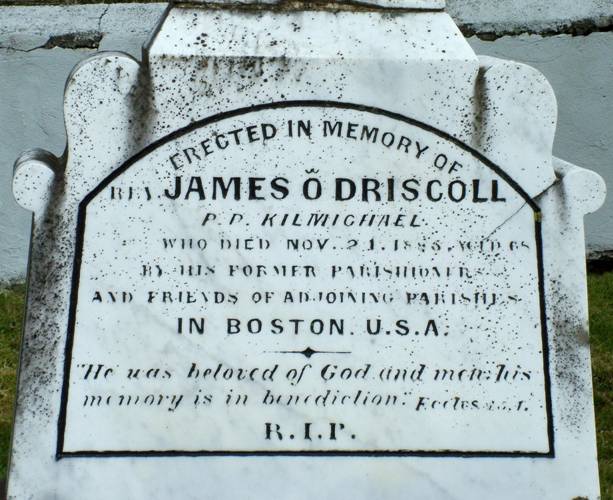 ERECTED IN MEMORY OF
REV. JAMES O'DRISCOLL
P.P. KILMICHAEL.
WHO DIED NOV. 21. AGED 68
BY HIS FORMER PARISHIONERS
AND FRIENDS OF ADJOINING PARISHES
IN BOSTON. U.S.A.
"He was beloved of God and men: his
memory is in benediction." Eccles.
R.I.P.